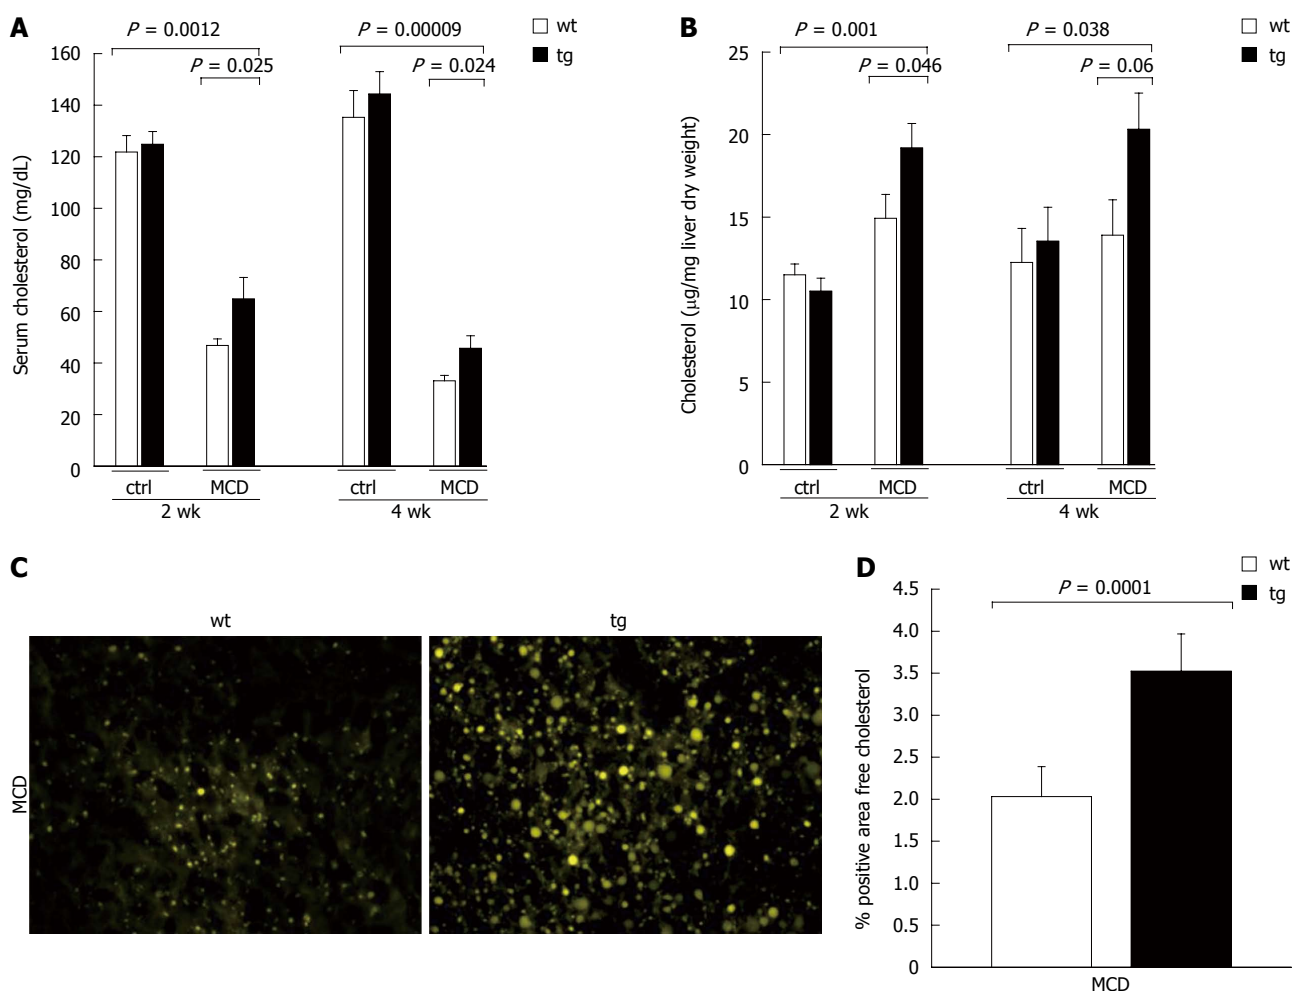 A
P = 0.0012
P = 0.00009
wt
tg
P = 0.025
P = 0.024
160
140
120
100
80
60
40
20
0
Serum cholesterol (mg/dL)
ctrl MCD ctrl MCD
2 wk 4 wk
B
P = 0.001
P = 0.038
wt
tg
P = 0.046
P = 0.06
25
20
15
10
5
0
Cholesterol (μg/mg liver dry weight)
ctrl MCD ctrl MCD
2 wk 4 wk
C
wt tg
MCD
D
wt
tg
P = 0.0001
4.5
4.0
3.5
3.0
2.5
2.0
1.5
1.0
0.5
0
% positive area free cholesterol
MCD